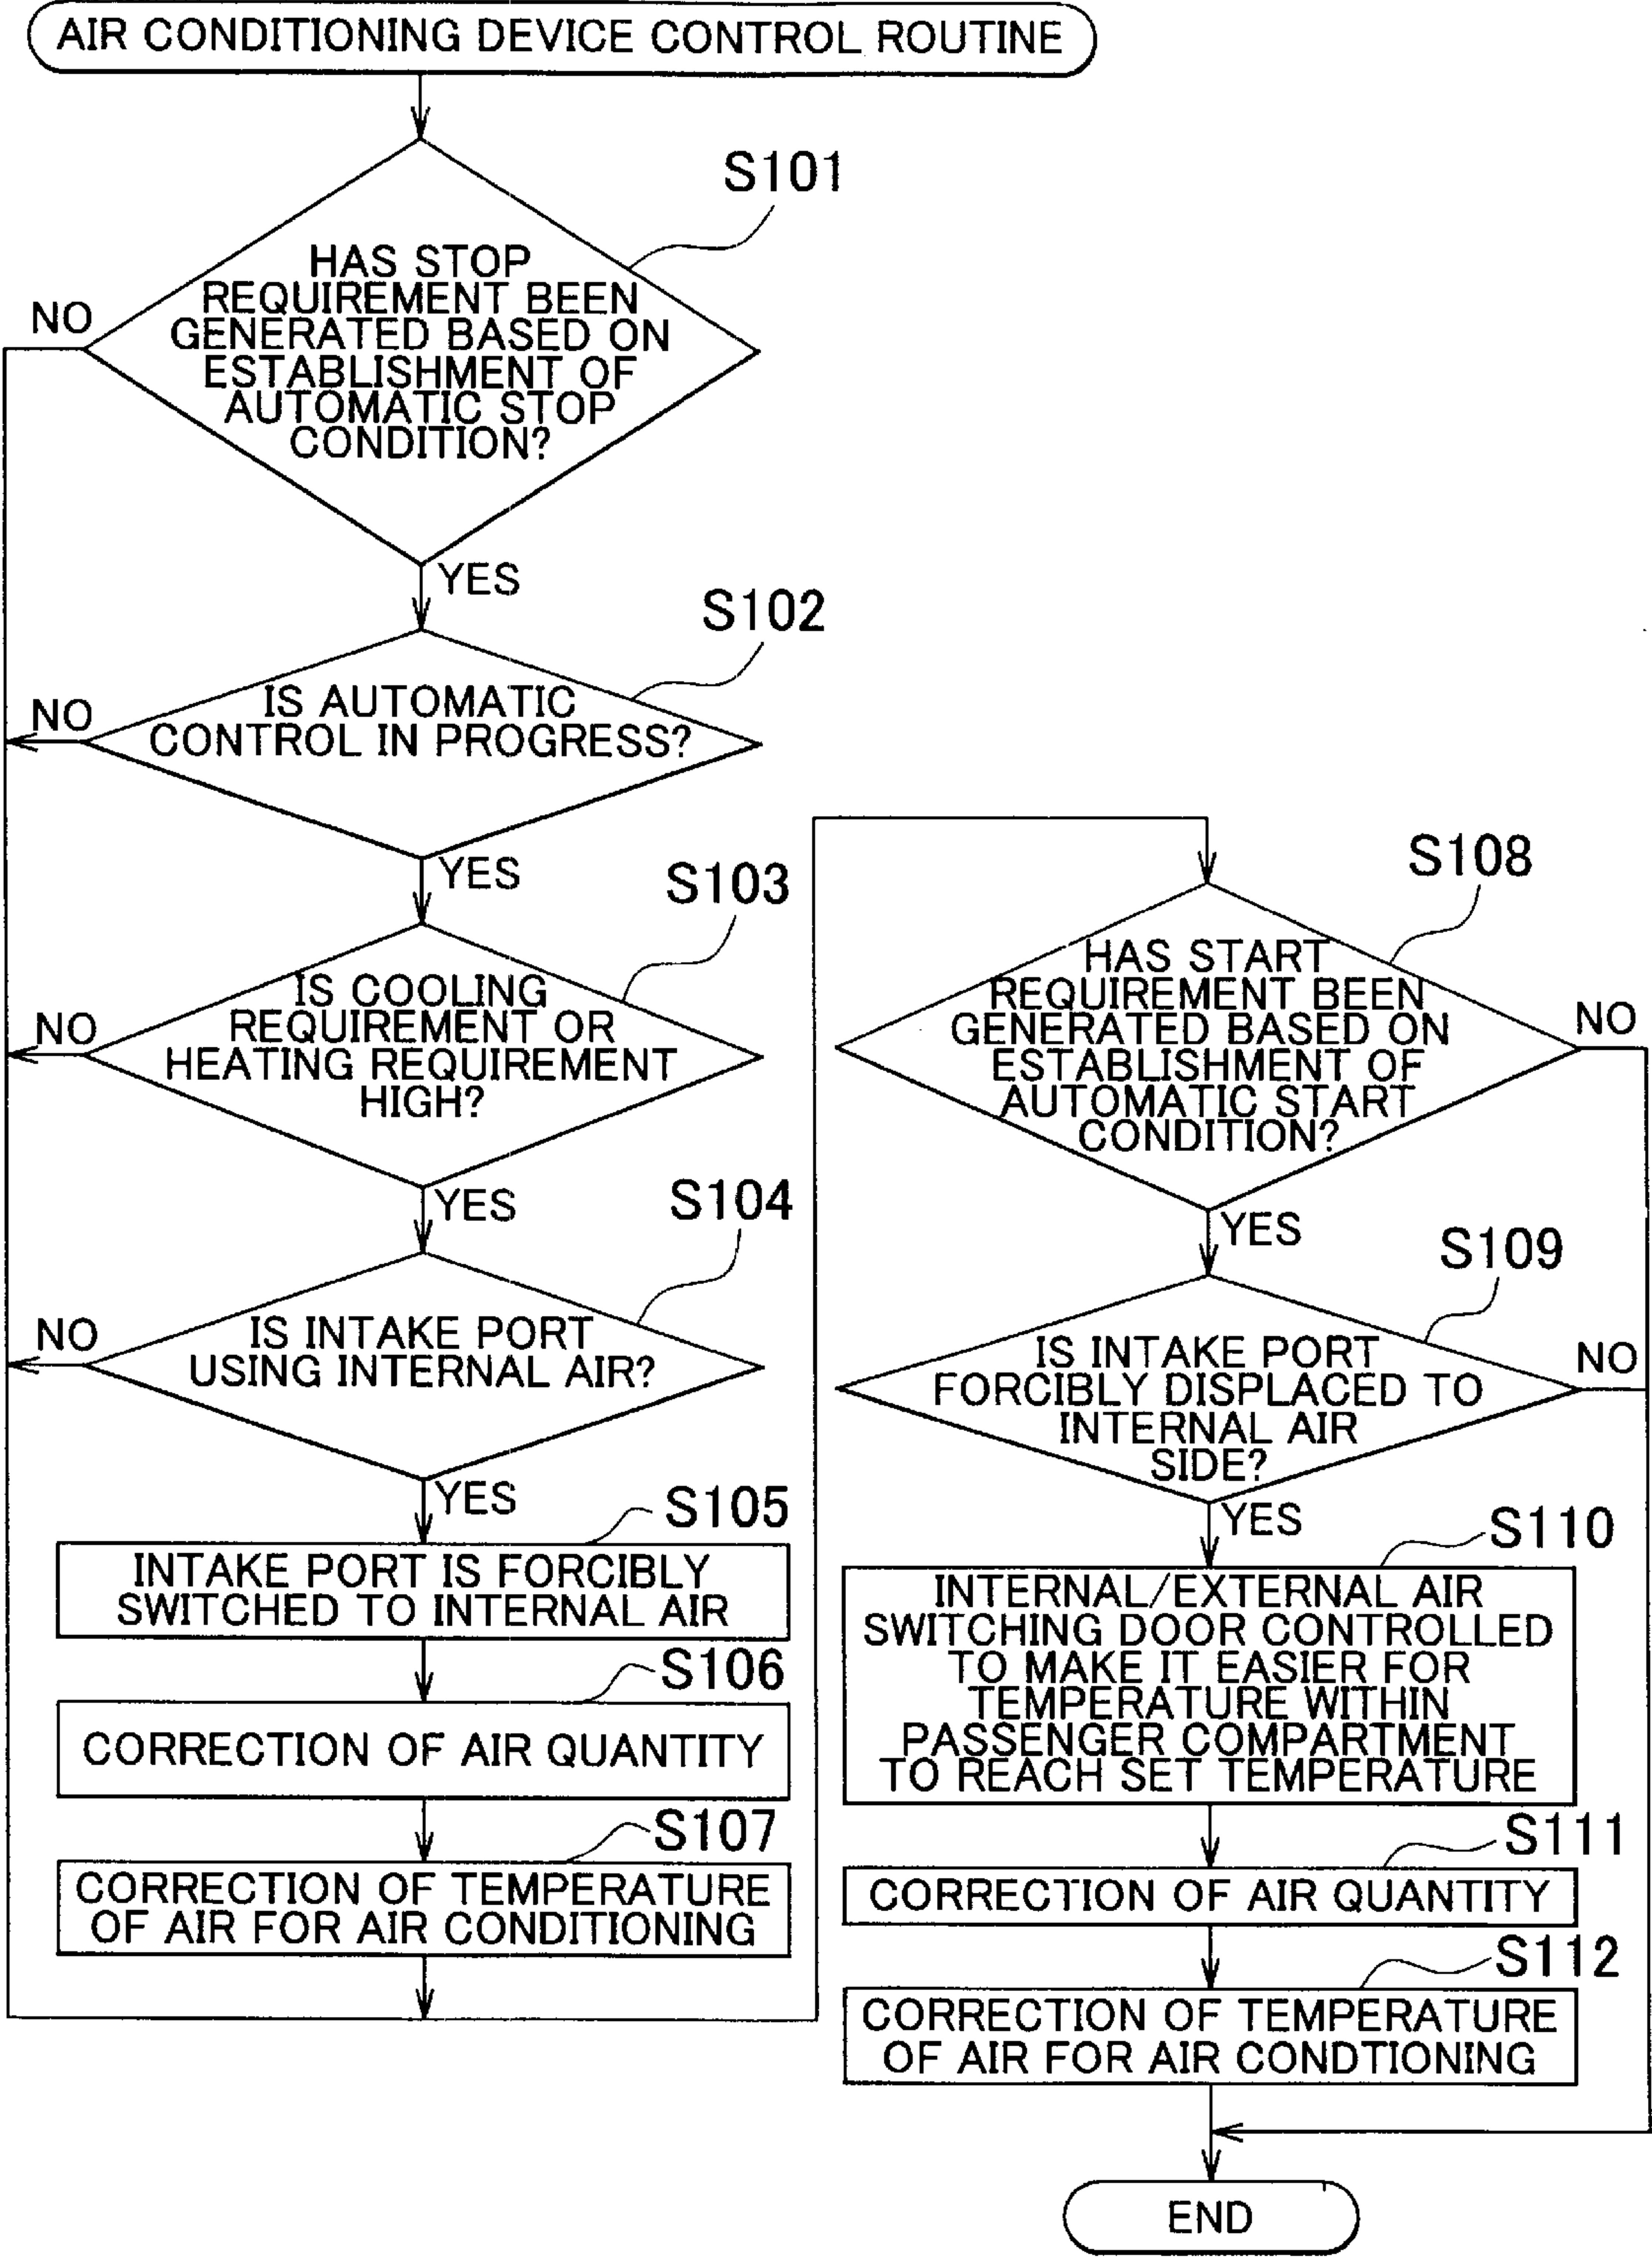 AIR CONDITIONING DEVICE CONTROL ROUTINE
S101
HAS STOP
REQUIREMENT BEEN
GENERATED BASED ON
ESTABLISHMENT OF
AUTOMATIC STOP
CONDITION?
NO
YES
S102
IS AUTOMATIC
CONTROL IN PROGRESS?
NO
YES
S103
IS COOLING
REQUIREMENT OR
HEATING REQUIREMENT
HIGH?
NO
YES
S104
IS INTAKE PORT
USING INTERNAL AIR?
NO
YES
S105
INTAKE PORT IS FORCIBLY
SWITCHED TO INTERNAL AIR
S106
CORRECTION OF AIR QUANTITY
S107
CORRECTION OF TEMPERATURE
OF AIR FOR AIR CONDITIONING
S108
HAS START
REQUIREMENT BEEN
GENERATED BASED ON
ESTABLISHMENT OF
AUTOMATIC START
CONDITION?
NO
YES
S109
IS INTAKE PORT
FORCIBLY DISPLACED TO
INTERNAL AIR
SIDE?
NO
YES
S110
INTERNAL/EXTERNAL AIR
SWITCHING DOOR CONTROLLED
TO MAKE IT EASIER FOR
TEMPERATURE WITHIN
PASSENGER COMPARTMENT
TO REACH SET TEMPERATURE
S111
CORRECTION OF AIR QUANTITY
S112
CORRECTION OF TEMPERATURE
OF AIR FOR AIR CONDTIONING
END